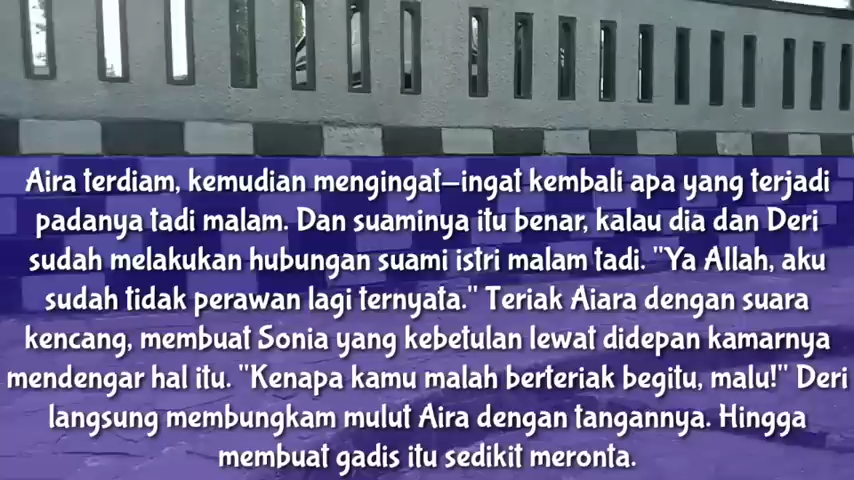 Aira terdiam, kemudian mengingat-ingat kembali apa yang terjadi
padanya tadi malam. Dan suaminya itu benar, kalau dia dan Deri
sudah melakukan hubungan suami istri malam tadi. "Ya Allah, aku
sudah tidak perawan lagi ternyata." Teriak Aiara dengan suara
kencang, membuat Sonia yang kebetulan lewat didepan kamarnya
mendengar hal itu. "Kenapa kamu malah berteriak begitu, malu!" Deri
langsung membungkam mulut Aira dengan tangannya. Hingga
membuat gadis itu sedikit meronta.